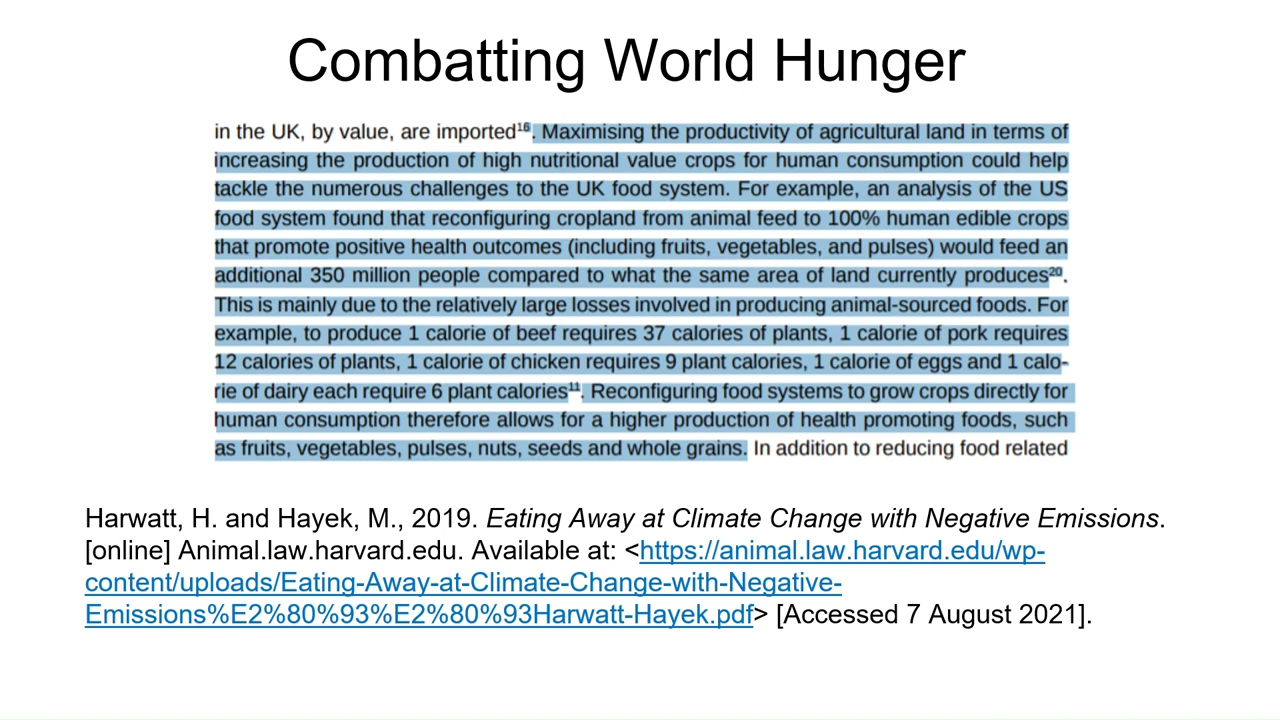 Combatting World Hunger
in the UK, by value, are imported¹⁶. Maximising the productivity of agricultural land in terms of
increasing the production of high nutritional value crops for human consumption could help
tackle the numerous challenges to the UK food system. For example, an analysis of the US
food system found that reconfiguring cropland from animal feed to 100% human edible crops
that promote positive health outcomes (including fruits, vegetables, and pulses) would feed an
additional 350 million people compared to what the same area of land currently produces²⁰.
This is mainly due to the relatively large losses involved in producing animal-sourced foods. For
example, to produce 1 calorie of beef requires 37 calories of plants, 1 calorie of pork requires
12 calories of plants, 1 calorie of chicken requires 9 plant calories, 1 calorie of eggs and 1 calo-
rie of dairy each require 6 plant calories¹¹. Reconfiguring food systems to grow crops directly for
human consumption therefore allows for a higher production of health promoting foods, such
as fruits, vegetables, pulses, nuts, seeds and whole grains. In addition to reducing food related
Harwatt, H. and Hayek, M., 2019. Eating Away at Climate Change with Negative Emissions.
[online] Animal.law.harvard.edu. Available at: <https://animal.law.harvard.edu/wp-
content/uploads/Eating-Away-at-Climate-Change-with-Negative-
Emissions%E2%80%93%E2%80%93Harwatt-Hayek.pdf> [Accessed 7 August 2021].